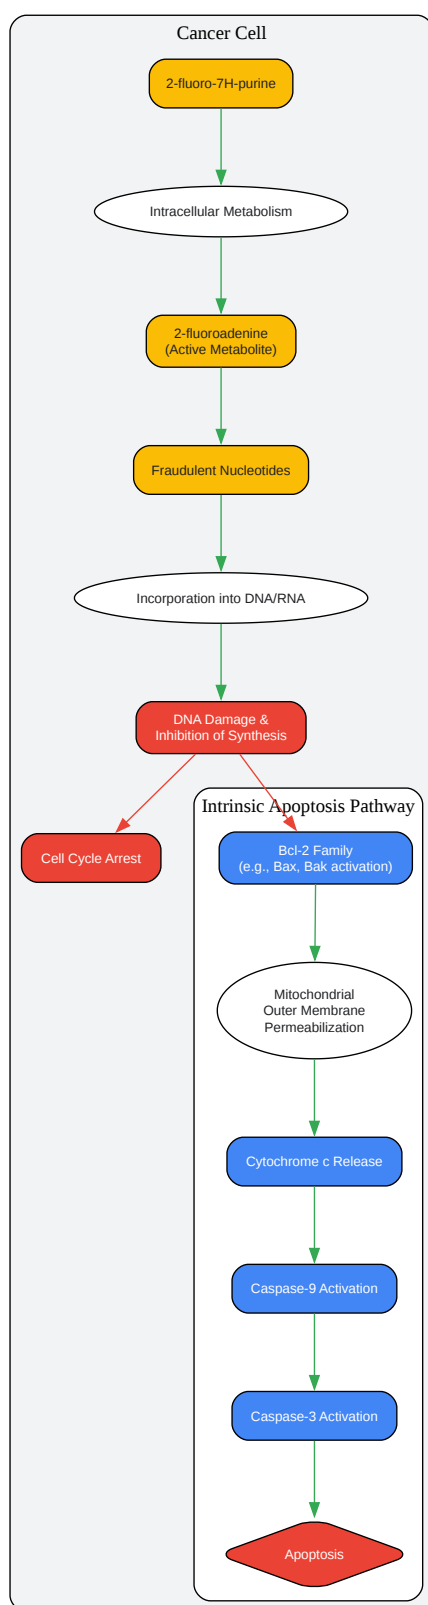 Cancer Cell
2-fluoro-7H-purine
Intracellular Metabolism
2-fluoroadenine
(Active Metabolite)
Fraudulent Nucleotides
Incorporation into DNA/RNA
DNA Damage &
Inhibition of Synthesis
Cell Cycle Arrest
Intrinsic Apoptosis Pathway
Bcl-2 Family
(e.g., Bax, Bak activation)
Mitochondrial
Outer Membrane
Permeabilization
Cytochrome c Release
Caspase-9 Activation
Caspase-3 Activation
Apoptosis